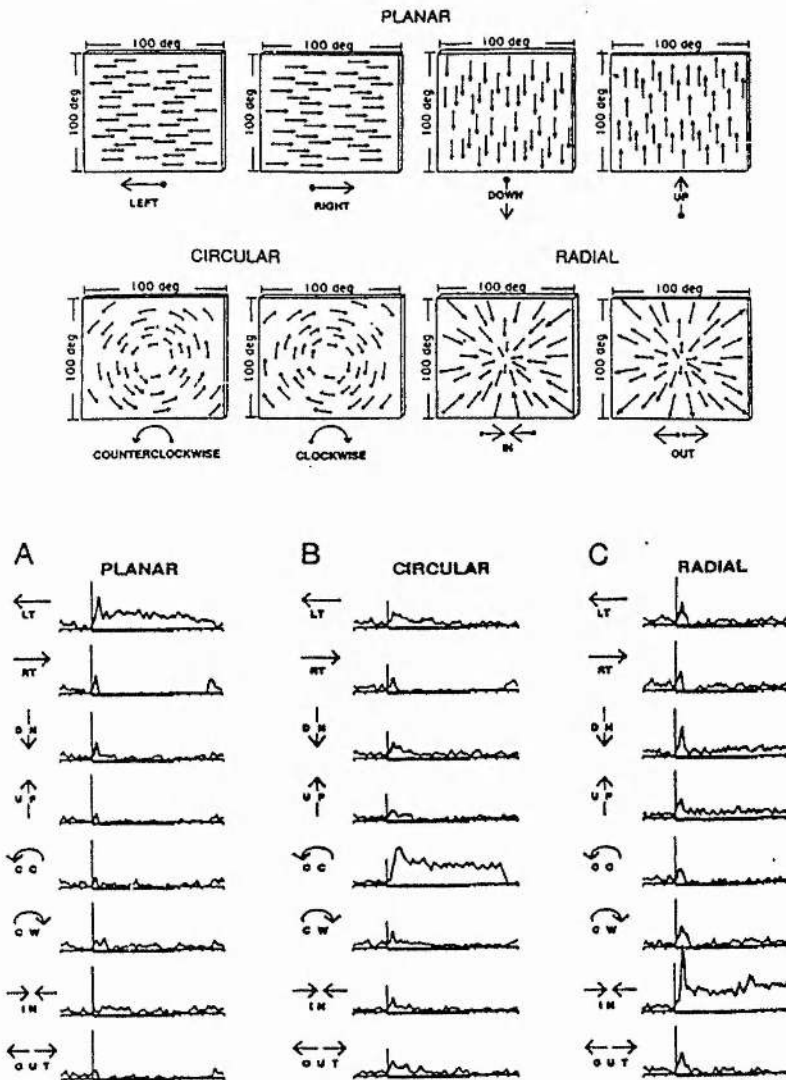 PLANAR
100 deg 100 deg 100 deg 100 deg
100 deg 100 deg 100 deg 100 deg
LEFT RIGHT DOWN UP
CIRCULAR RADIAL
100 deg 100 deg 100 deg 100 deg
100 deg 100 deg 100 deg 100 deg
COUNTERCLOCKWISE CLOCKWISE IN OUT
A B C
PLANAR CIRCULAR RADIAL
LT LT LT
RT RT RT
DN DN DN
UP UP UP
CC CC CC
CW CW CW
IN IN IN
OUT OUT OUT